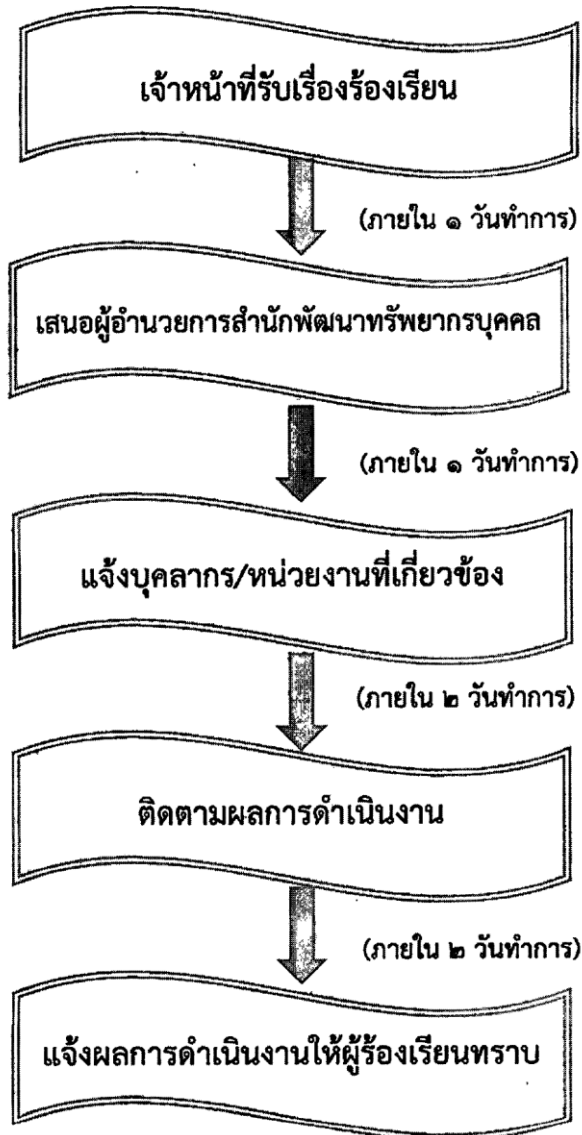 เจ้าหน้าที่รับเรื่องร้องเรียน
(ภายใน ๑ วันทำการ)
เสนอผู้อำนวยการสำนักพัฒนาทรัพยากรบุคคล
(ภายใน ๑ วันทำการ)
แจ้งบุคลากร/หน่วยงานที่เกี่ยวข้อง
(ภายใน ๒ วันทำการ)
ติดตามผลการดำเนินงาน
(ภายใน ๒ วันทำการ)
แจ้งผลการดำเนินงานให้ผู้ร้องเรียนทราบ